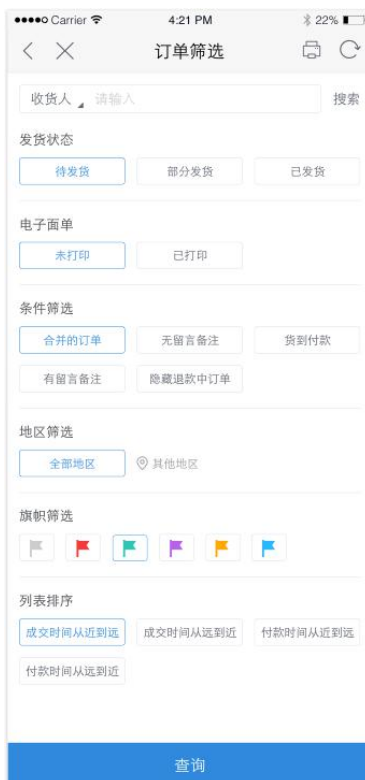 Carrier 4:21 PM 22%
订单筛选
收货人 请输入 搜索
发货状态
待发货 部分发货 已发货
电子面单
未打印 已打印
条件筛选
合并的订单 无留言备注 货到付款
有留言备注 隐藏退款中订单
地区筛选
全部地区 其他地区
旗帜筛选
列表排序
成交时间从近到远 成交时间从远到近 付款时间从近到远
付款时间从远到近
查询